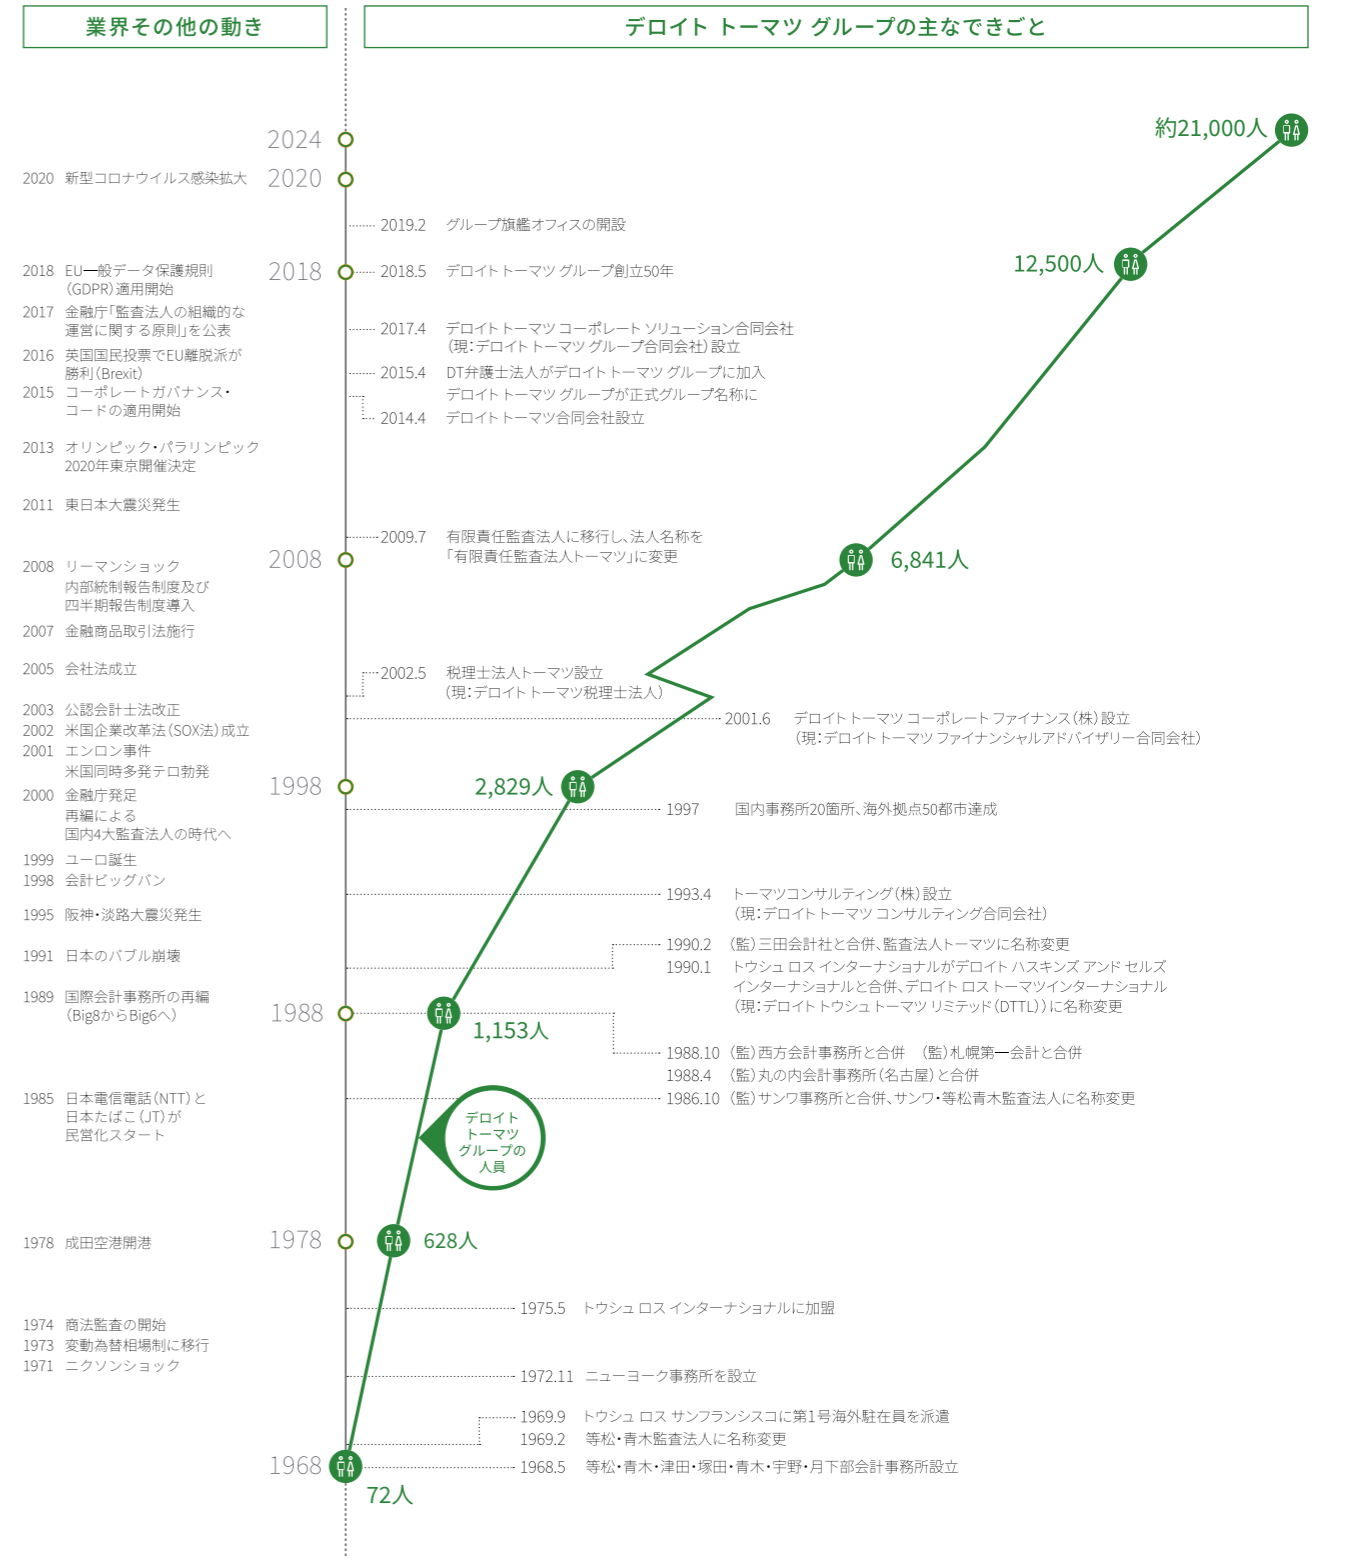 業界その他の動き
デロイト トーマツ グループの主なできごと
2024
約21,000人
2020 新型コロナウイルス感染拡大
2020
2019.2 グループ旗艦オフィスの開設
12,500人
2018 EU一般データ保護規則
（GDPR）適用開始
2018
2018.5 デロイト トーマツ グループ創立50年
2017 金融庁「監査法人の組織的な
運営に関する原則」を公表
2017.4 デロイト トーマツ コーポレート ソリューション合同会社
（現：デロイト トーマツ グループ合同会社）設立
2016 英国国民投票でEU離脱派が
勝利（Brexit）
2015.4 DT弁護士法人がデロイト トーマツ グループに加入
2015 コーポレートガバナンス・
コードの適用開始
デロイト トーマツ グループが正式グループ名称に
2014.4 デロイト トーマツ合同会社設立
2013 オリンピック・パラリンピック
2020年東京開催決定
2011 東日本大震災発生
2009.7 有限責任監査法人に移行し、法人名称を
「有限責任監査法人トーマツ」に変更
2008
6,841人
2008 リーマンショック
内部統制報告制度及び
四半期報告制度導入
2007 金融商品取引法施行
2005 会社法成立
2002.5 税理士法人トーマツ設立
（現：デロイト トーマツ税理士法人）
2003 公認会計士法改正
2002 米国企業改革法（SOX法）成立
2001 エンロン事件
米国同時多発テロ勃発
2001.6 デロイト トーマツ コーポレート ファイナンス（株）設立
（現：デロイト トーマツ ファイナンシャルアドバイザリー合同会社）
2000 金融庁発足
再編による
国内4大監査法人の時代へ
1998
2,829人
1997 国内事務所20箇所、海外拠点50都市達成
1999 ユーロ誕生
1998 会計ビッグバン
1993.4 トーマツコンサルティング（株）設立
（現：デロイト トーマツ コンサルティング合同会社）
1995 阪神・淡路大震災発生
1990.2 （監）三田会計社と合併、監査法人トーマツに名称変更
1991 日本のバブル崩壊
1990.1 トウシュ ロス インターナショナルがデロイト ハスキンズ アンド セルズ
インターナショナルと合併、デロイト ロス トーマツインターナショナル
（現：デロイト トウシュ トーマツ リミテッド（DTTL））に名称変更
1989 国際会計事務所の再編
（Big8からBig6へ）
1988
1,153人
1988.10 （監）西方会計事務所と合併 （監）札幌第一会計と合併
1988.4 （監）丸の内会計事務所（名古屋）と合併
1986.10 （監）サンワ事務所と合併、サンワ・等松青木監査法人に名称変更
1985 日本電信電話（NTT）と
日本たばこ（JT）が
民営化スタート
デロイト
トーマツ
グループの
人員
1978 成田空港開港
1978
628人
1975.5 トウシュ ロス インターナショナルに加盟
1974 商法監査の開始
1973 変動為替相場制に移行
1971 ニクソンショック
1972.11 ニューヨーク事務所を設立
1969.9 トウシュ ロス サンフランシスコに第1号海外駐在員を派遣
1969.2 等松・青木監査法人に名称変更
1968
1968.5 等松・青木・津田・塚田・青木・宇野・月下部会計事務所設立
72人